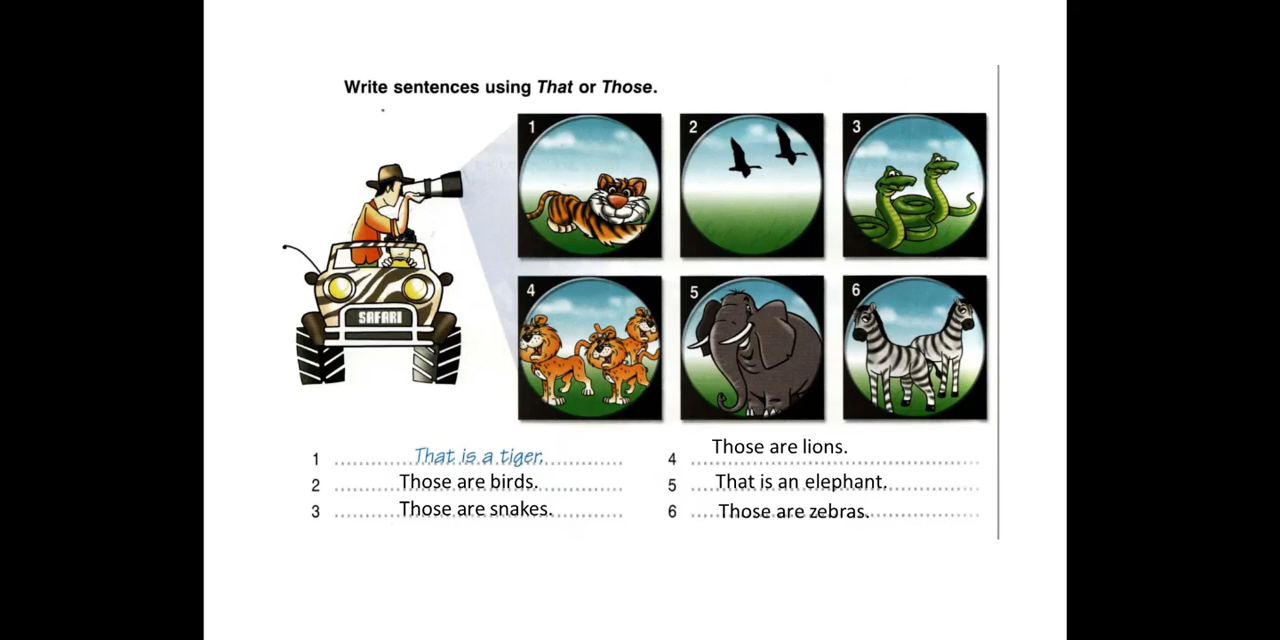 Write sentences using That or Those.
1
2
3
SAFARI
4
5
6
1 That is a tiger.
2 Those are birds.
3 Those are snakes.
4 Those are lions.
5 That is an elephant.
6 Those are zebras.